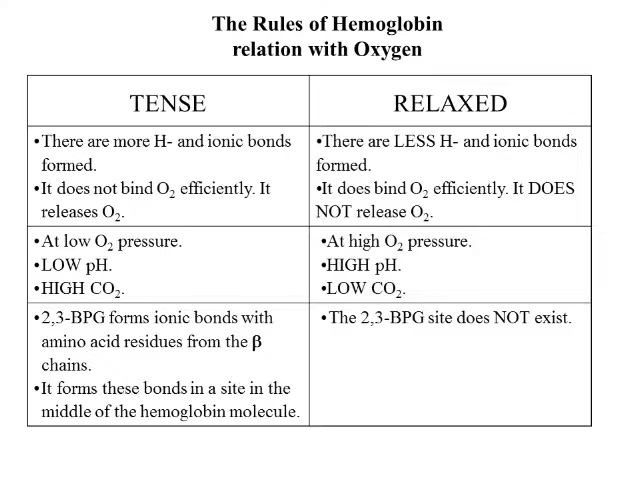 The Rules of Hemoglobin
relation with Oxygen
TENSE
RELAXED
•There are more H- and ionic bonds
formed.
•It does not bind O₂ efficiently. It
releases O₂.
•There are LESS H- and ionic bonds
formed.
•It does bind O₂ efficiently. It DOES
NOT release O₂.
•At low O₂ pressure.
•LOW pH.
•HIGH CO₂.
•At high O₂ pressure.
•HIGH pH.
•LOW CO₂.
•2,3-BPG forms ionic bonds with
amino acid residues from the β
chains.
•It forms these bonds in a site in the
middle of the hemoglobin molecule.
•The 2,3-BPG site does NOT exist.